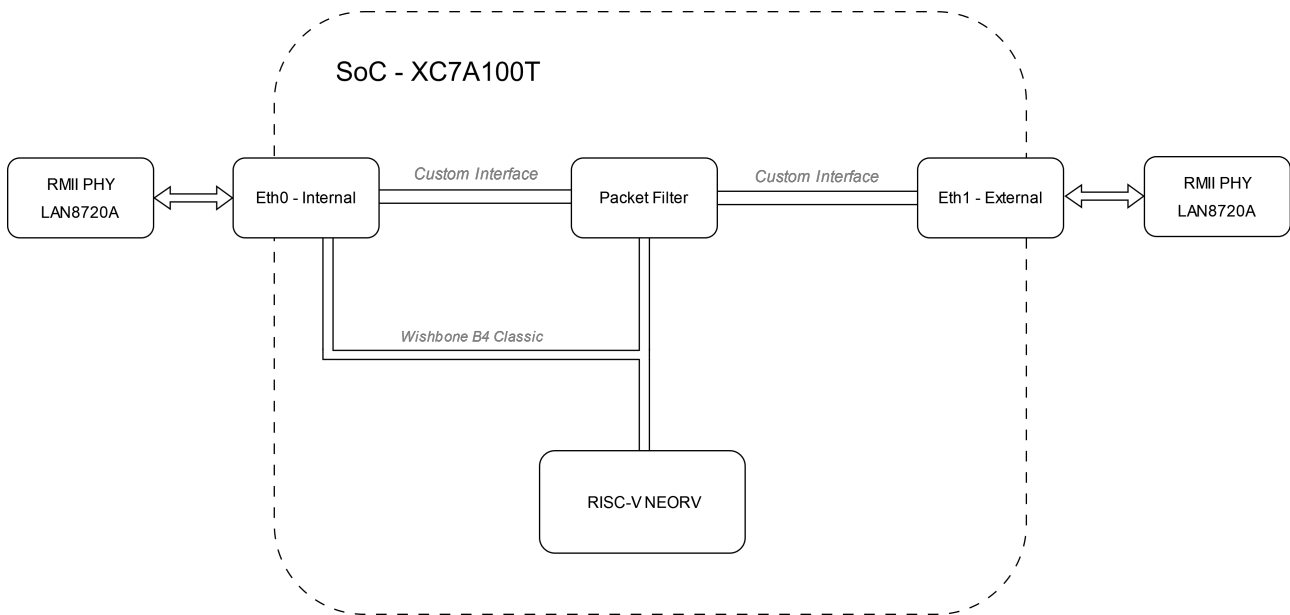 SoC - XC7A100T
RMII PHY
LAN8720A
Eth0 - Internal
Custom Interface
Packet Filter
Custom Interface
Eth1 - External
RMII PHY
LAN8720A
Wishbone B4 Classic
RISC-V NEORV